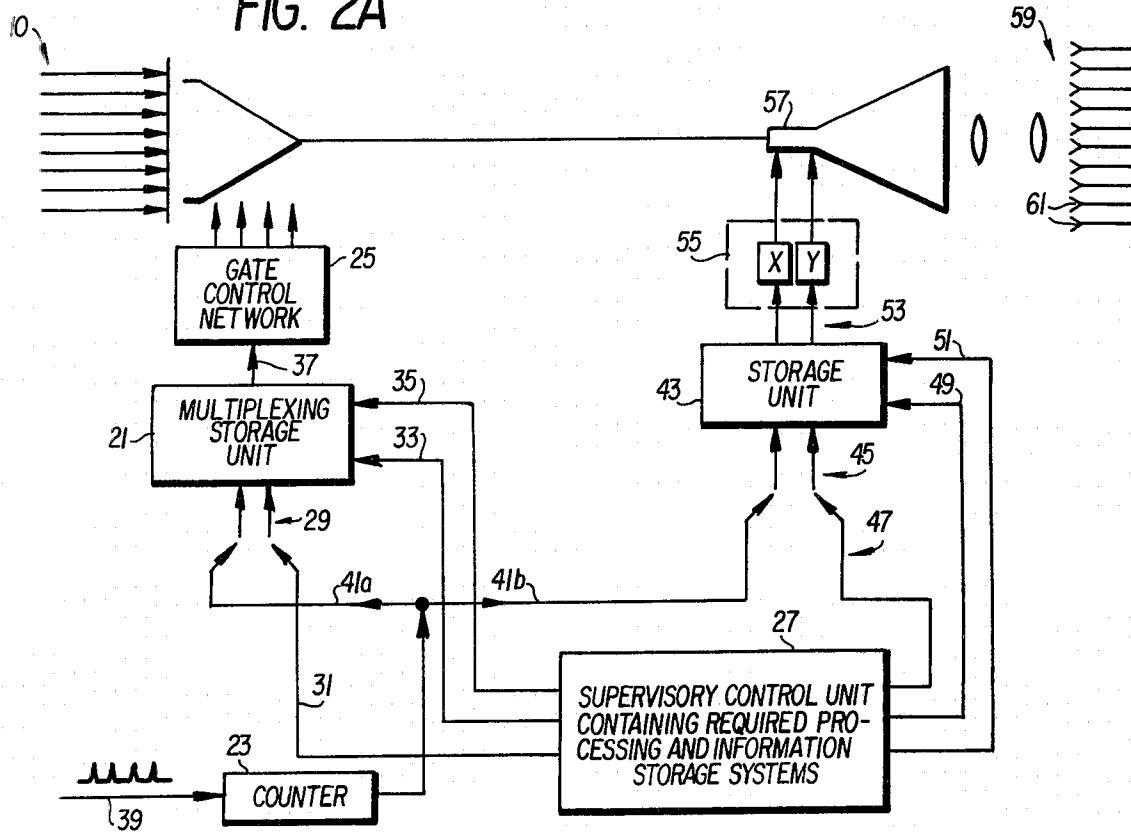 FIG. 2A
10
59
57
61
55
X Y
25
GATE
CONTROL
NETWORK
53
37
51
35
STORAGE
UNIT
49
43
MULTIPLEXING
STORAGE
UNIT
21
33
45
29
47
41a
41b
27
31
SUPERVISORY CONTROL UNIT
CONTAINING REQUIRED PRO-
CESSING AND INFORMATION
STORAGE SYSTEMS
23
COUNTER
39